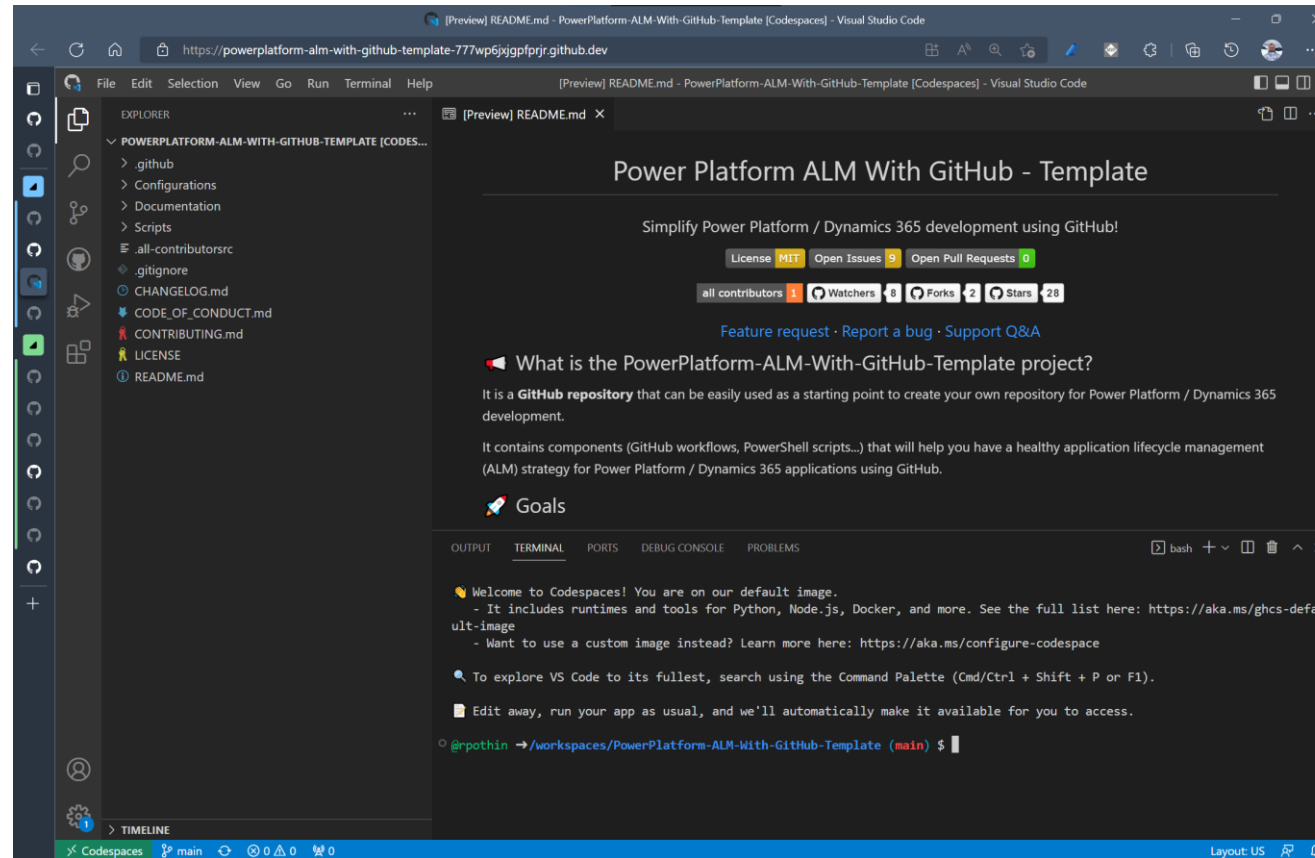 [Preview] README.md - PowerPlatform-ALM-With-GitHub-Template [Codespaces] - Visual Studio Code
https://powerplatform-alm-with-github-template-777wp6jxjgpfprjr.github.dev
File Edit Selection View Go Run Terminal Help
[Preview] README.md - PowerPlatform-ALM-With-GitHub-Template [Codespaces] - Visual Studio Code
EXPLORER
POWERPLATFORM-ALM-WITH-GITHUB-TEMPLATE [CODES...
.github
Configurations
Documentation
Scripts
.all-contributorsrc
.gitignore
CHANGELOG.md
CODE_OF_CONDUCT.md
CONTRIBUTING.md
LICENSE
README.md
TIMELINE
[Preview] README.md
Power Platform ALM With GitHub - Template
Simplify Power Platform / Dynamics 365 development using GitHub!
License MIT Open Issues 9 Open Pull Requests 0
all contributors 1 Watchers 8 Forks 2 Stars 28
Feature request · Report a bug · Support Q&A
📢 What is the PowerPlatform-ALM-With-GitHub-Template project?
It is a GitHub repository that can be easily used as a starting point to create your own repository for Power Platform / Dynamics 365
development.
It contains components (GitHub workflows, PowerShell scripts...) that will help you have a healthy application lifecycle management
(ALM) strategy for Power Platform / Dynamics 365 applications using GitHub.
🚀 Goals
OUTPUT TERMINAL PORTS DEBUG CONSOLE PROBLEMS
bash
👋 Welcome to Codespaces! You are on our default image.
- It includes runtimes and tools for Python, Node.js, Docker, and more. See the full list here: https://aka.ms/ghcs-defa
ult-image
- Want to use a custom image instead? Learn more here: https://aka.ms/configure-codespace
🔍 To explore VS Code to its fullest, search using the Command Palette (Cmd/Ctrl + Shift + P or F1).
📝 Edit away, run your app as usual, and we'll automatically make it available for you to access.
@rpothin ➜ /workspaces/PowerPlatform-ALM-With-GitHub-Template (main) $
1
Codespaces main 0 0 0
Layout: US